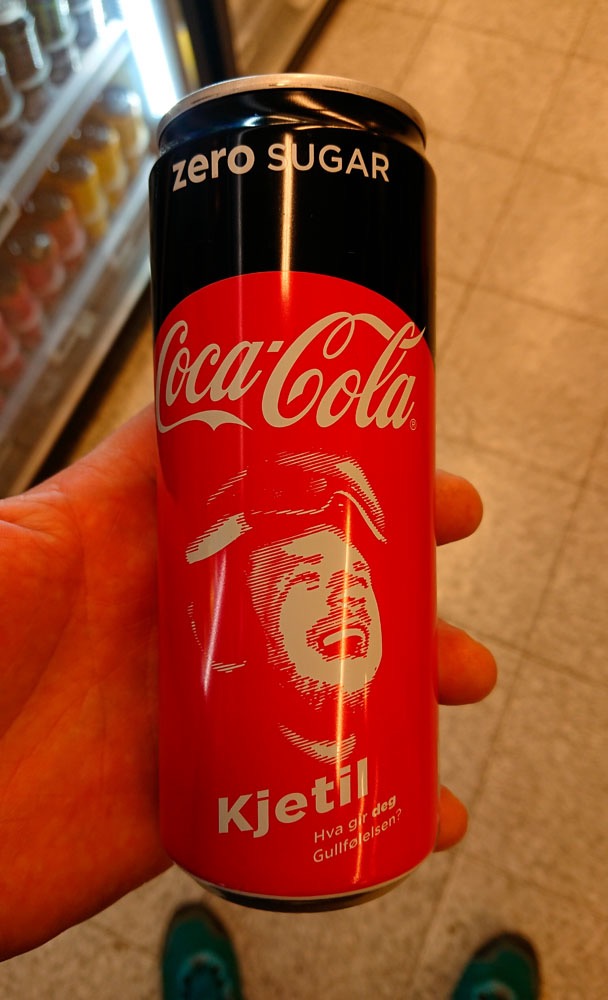 zero SUGAR
Coca-Cola®
Kjetil
Hva gir deg
Gullfølelsen?